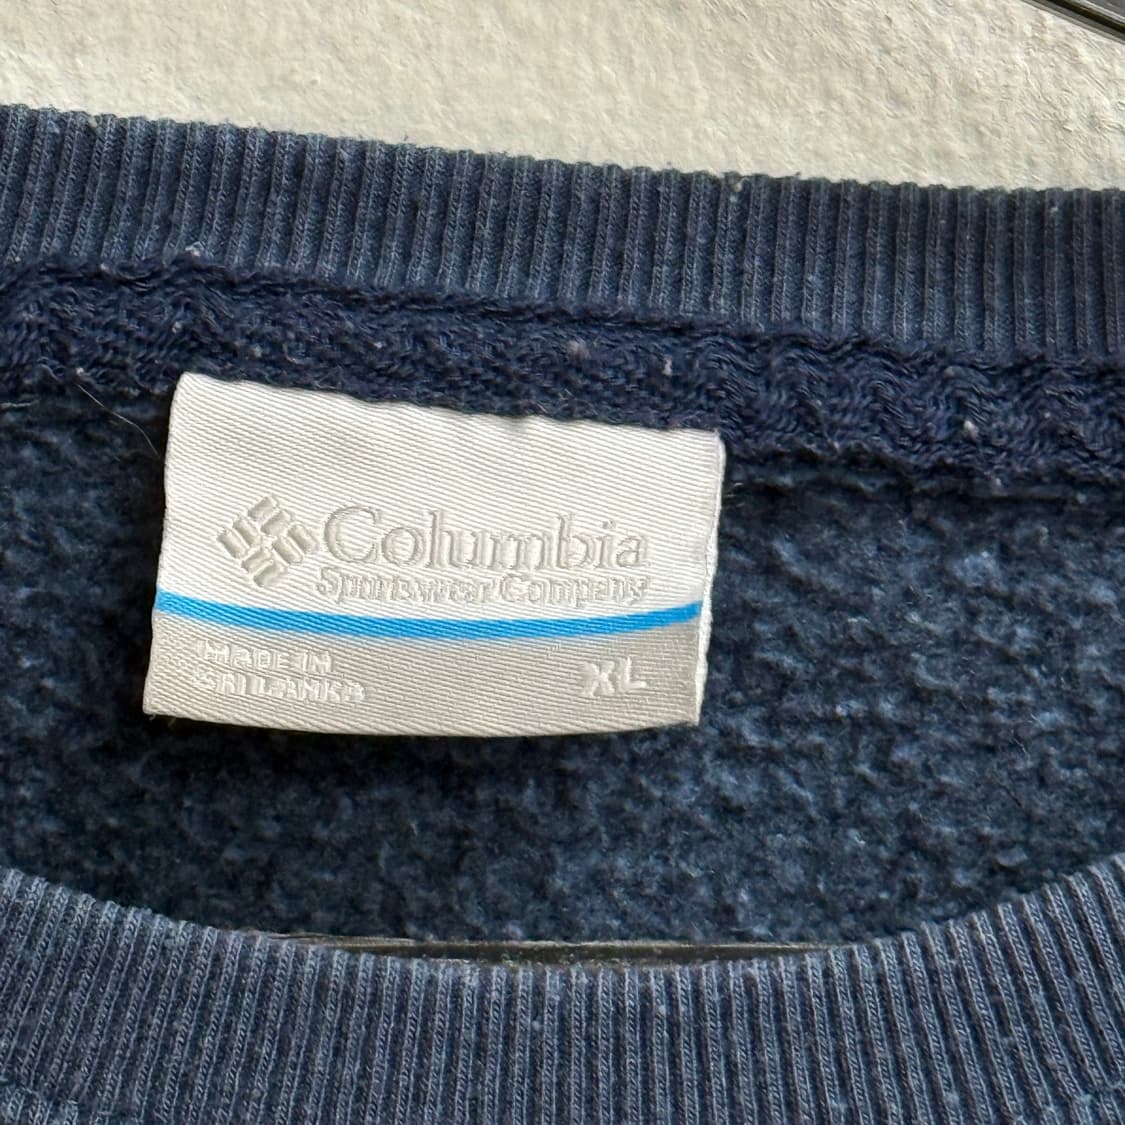 Columbia
Sportswear Company
MADE IN
SRI LANKA
XL